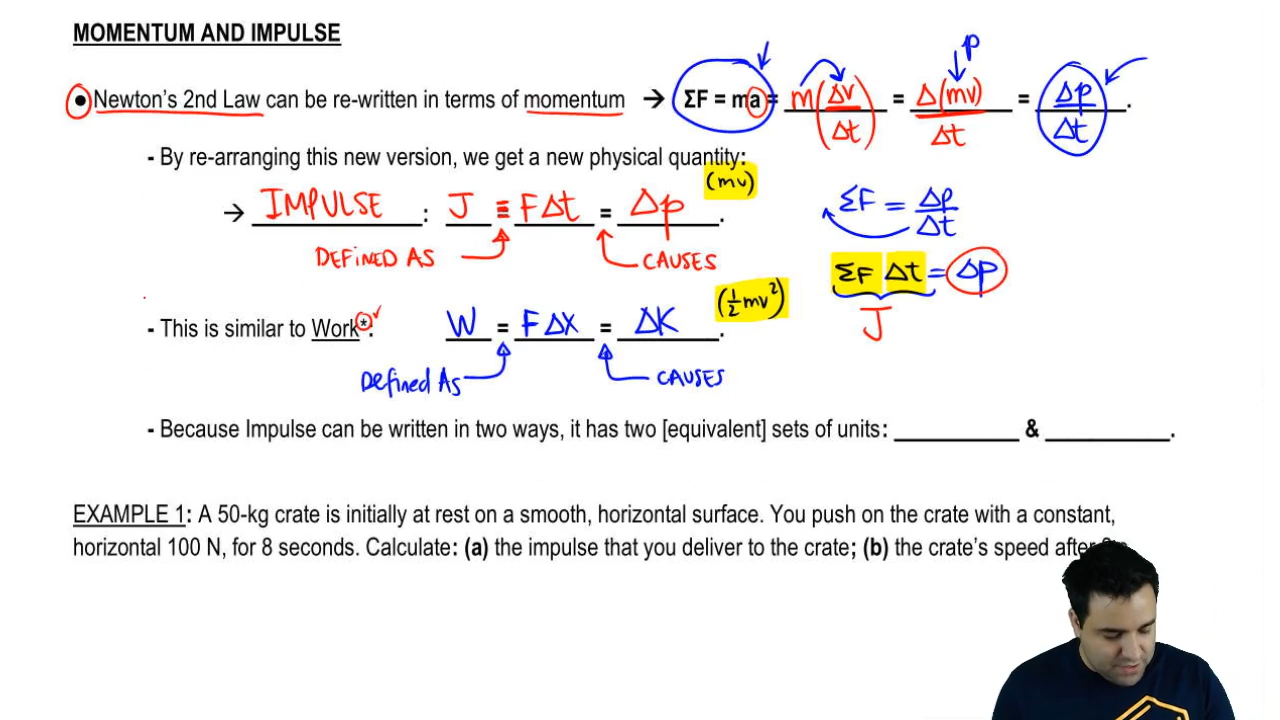 MOMENTUM AND IMPULSE
● Newton's 2nd Law can be re-written in terms of momentum → ΣF = ma = m(Δv/Δt) = Δ(mv)/Δt = Δp/Δt.
p
- By re-arranging this new version, we get a new physical quantity:
(mv)
→ IMPULSE : J ≡ FΔt = Δp.
ΣF = Δp/Δt
DEFINED AS
CAUSES
ΣF Δt = Δp
J
(½mv²)
- This is similar to Work*: W = FΔx = ΔK.
Defined As
CAUSES
- Because Impulse can be written in two ways, it has two [equivalent] sets of units: __________ & __________.
EXAMPLE 1: A 50-kg crate is initially at rest on a smooth, horizontal surface. You push on the crate with a constant,
horizontal 100 N, for 8 seconds. Calculate: (a) the impulse that you deliver to the crate; (b) the crate's speed after